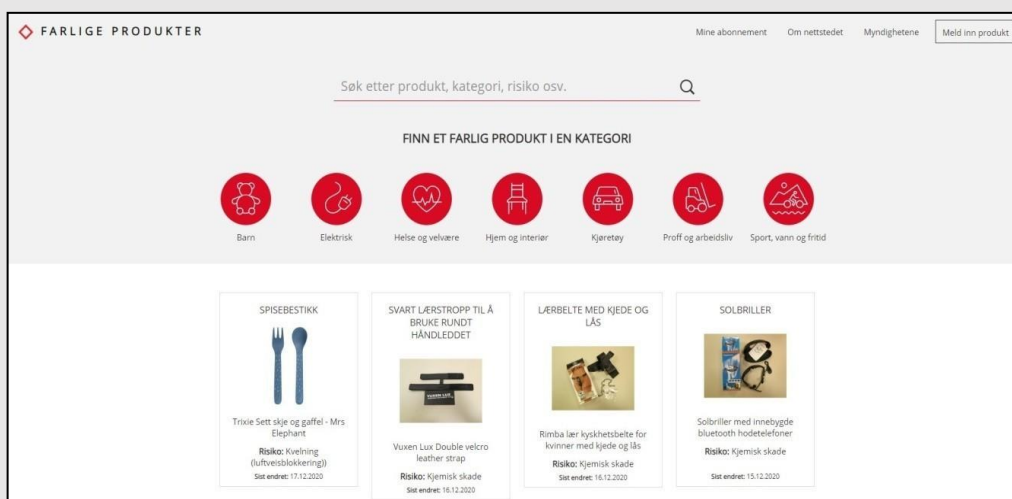 FARLIGE PRODUKTER
Mine abonnement Om nettstedet Myndighetene Meld inn produkt
Søk etter produkt, kategori, risiko osv.
FINN ET FARLIG PRODUKT I EN KATEGORI
Barn Elektrisk Helse og velvære Hjem og interiør Kjøretøy Proff og arbeidsliv Sport, vann og fritid
SPISEBESTIKK
Trixie Sett skje og gaffel - Mrs
Elephant
Risiko: Kvelning
(luftveisblokkering))
Sist endret: 17.12.2020
SVART LÆRSTROPP TIL Å
BRUKE RUNDT
HÅNDLEDDET
VUXEN LUX
Vuxen Lux Double velcro
leather strap
Risiko: Kjemisk skade
Sist endret: 16.12.2020
LÆRBELTE MED KJEDE OG
LÅS
Rimba lær kyskhetsbelte for
kvinner med kjede og lås
Risiko: Kjemisk skade
Sist endret: 16.12.2020
SOLBRILLER
Solbriller med innebygde
bluetooth hodetelefoner
Risiko: Kjemisk skade
Sist endret: 15.12.2020